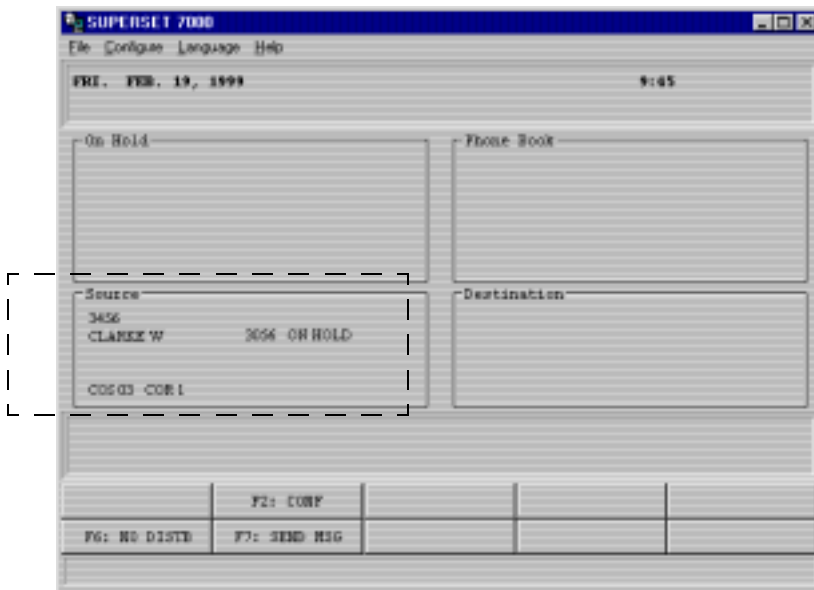 SUPERSET 7000
File Configure Language Help
FRI. FEB. 19, 1999 9:45
On Hold
Phone Book
Source
Destination
3456
CLARKE W 3056 ON HOLD
COS 03 COR 1
F2: CONF
F6: NO DISTB F7: SEND MSG